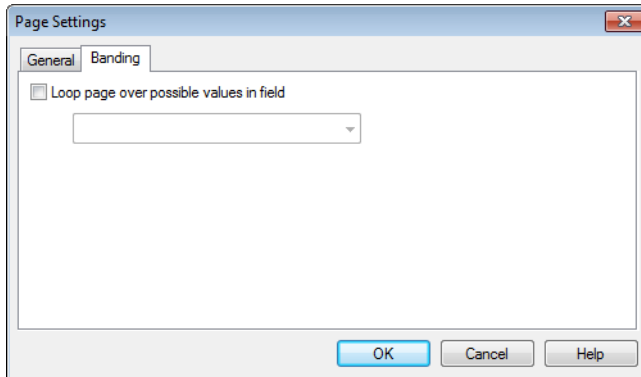 Page Settings
General Banding
Loop page over possible values in field
OK Cancel Help